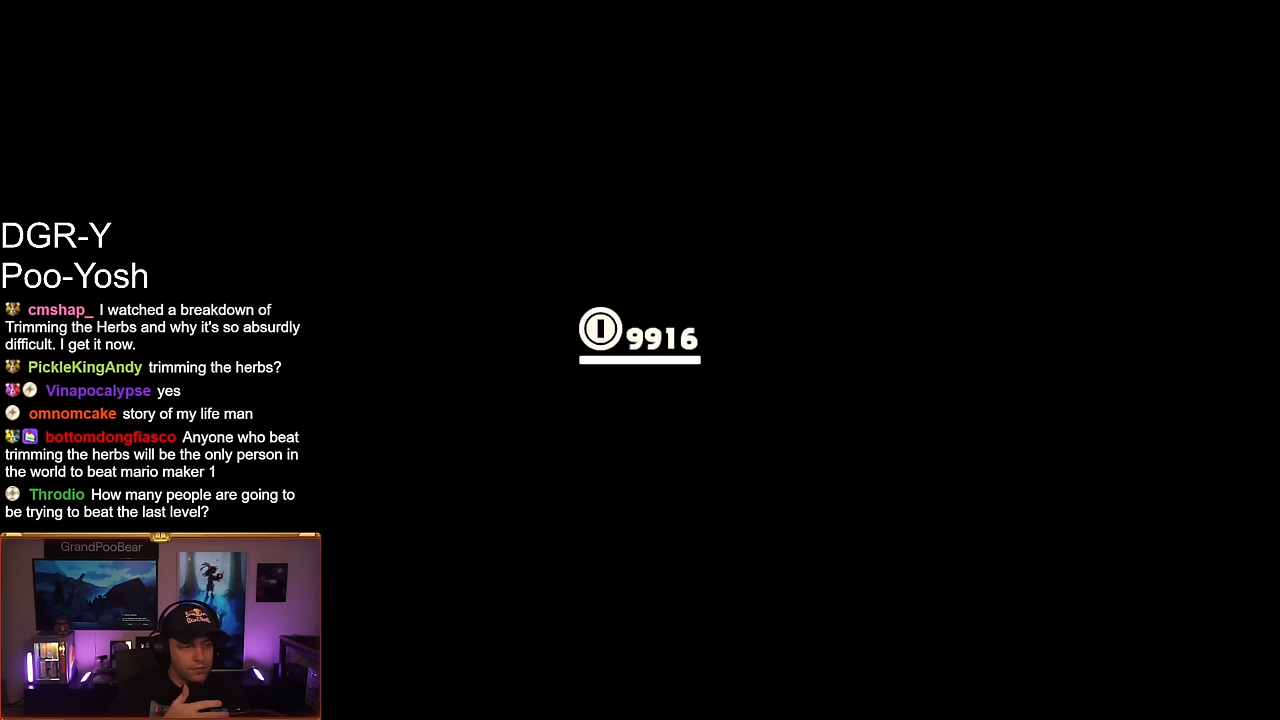 DGR-Y
Poo-Yosh
cmshap_ I watched a breakdown of
Trimming the Herbs and why it's so absurdly
difficult. I get it now.
PickleKingAndy trimming the herbs?
Vinapocalypse yes
omnomcake story of my life man
bottomdongfiasco Anyone who beat
trimming the herbs will be the only person in
the world to beat mario maker 1
Throdio How many people are going to
be trying to beat the last level?
9916
GrandPooBear